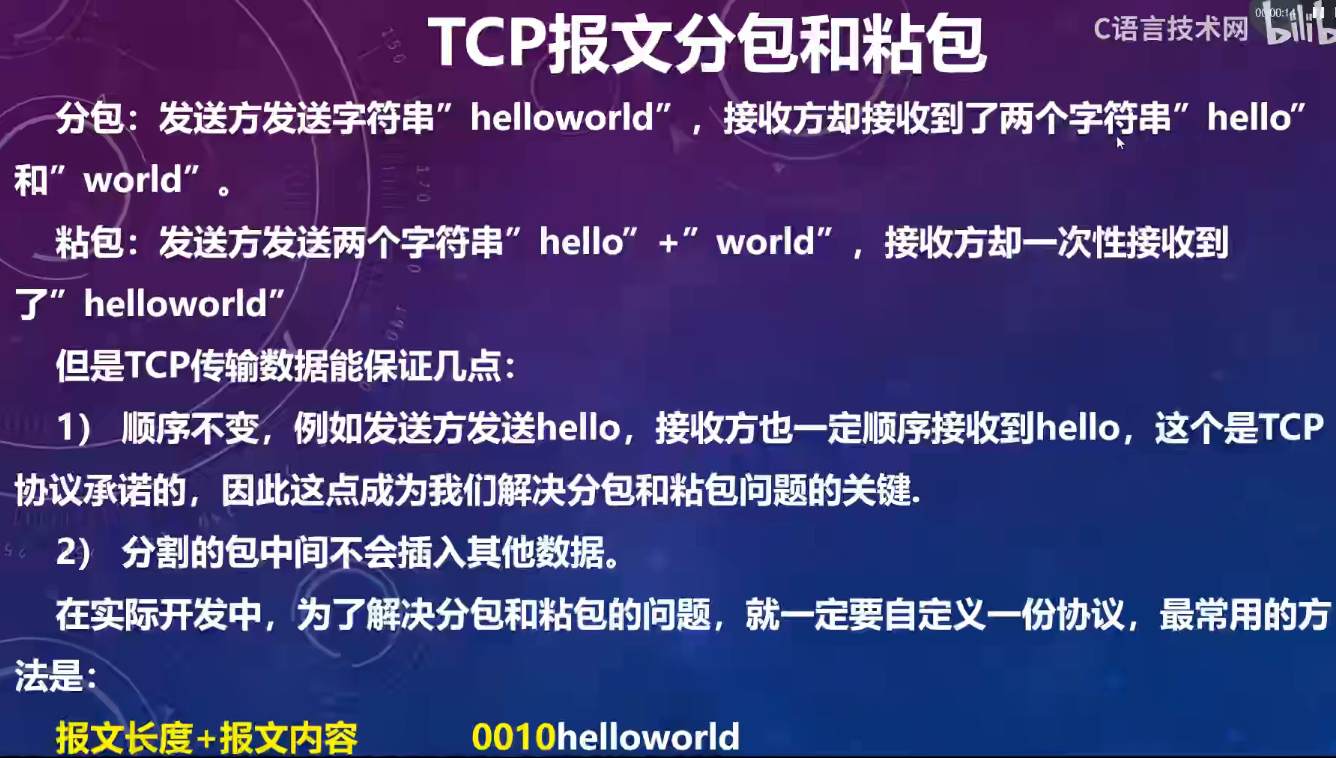 TCP报文分包和粘包
C语言技术网
00:00:14
bilib
分包：发送方发送字符串”helloworld”，接收方却接收到了两个字符串”hello”
和”world”。
粘包：发送方发送两个字符串”hello”+”world”，接收方却一次性接收到
了”helloworld”
但是TCP传输数据能保证几点：
1） 顺序不变，例如发送方发送hello，接收方也一定顺序接收到hello，这个是TCP
协议承诺的，因此这点成为我们解决分包和粘包问题的关键.
2） 分割的包中间不会插入其他数据。
在实际开发中，为了解决分包和粘包的问题，就一定要自定义一份协议，最常用的方
法是：
报文长度+报文内容 0010helloworld